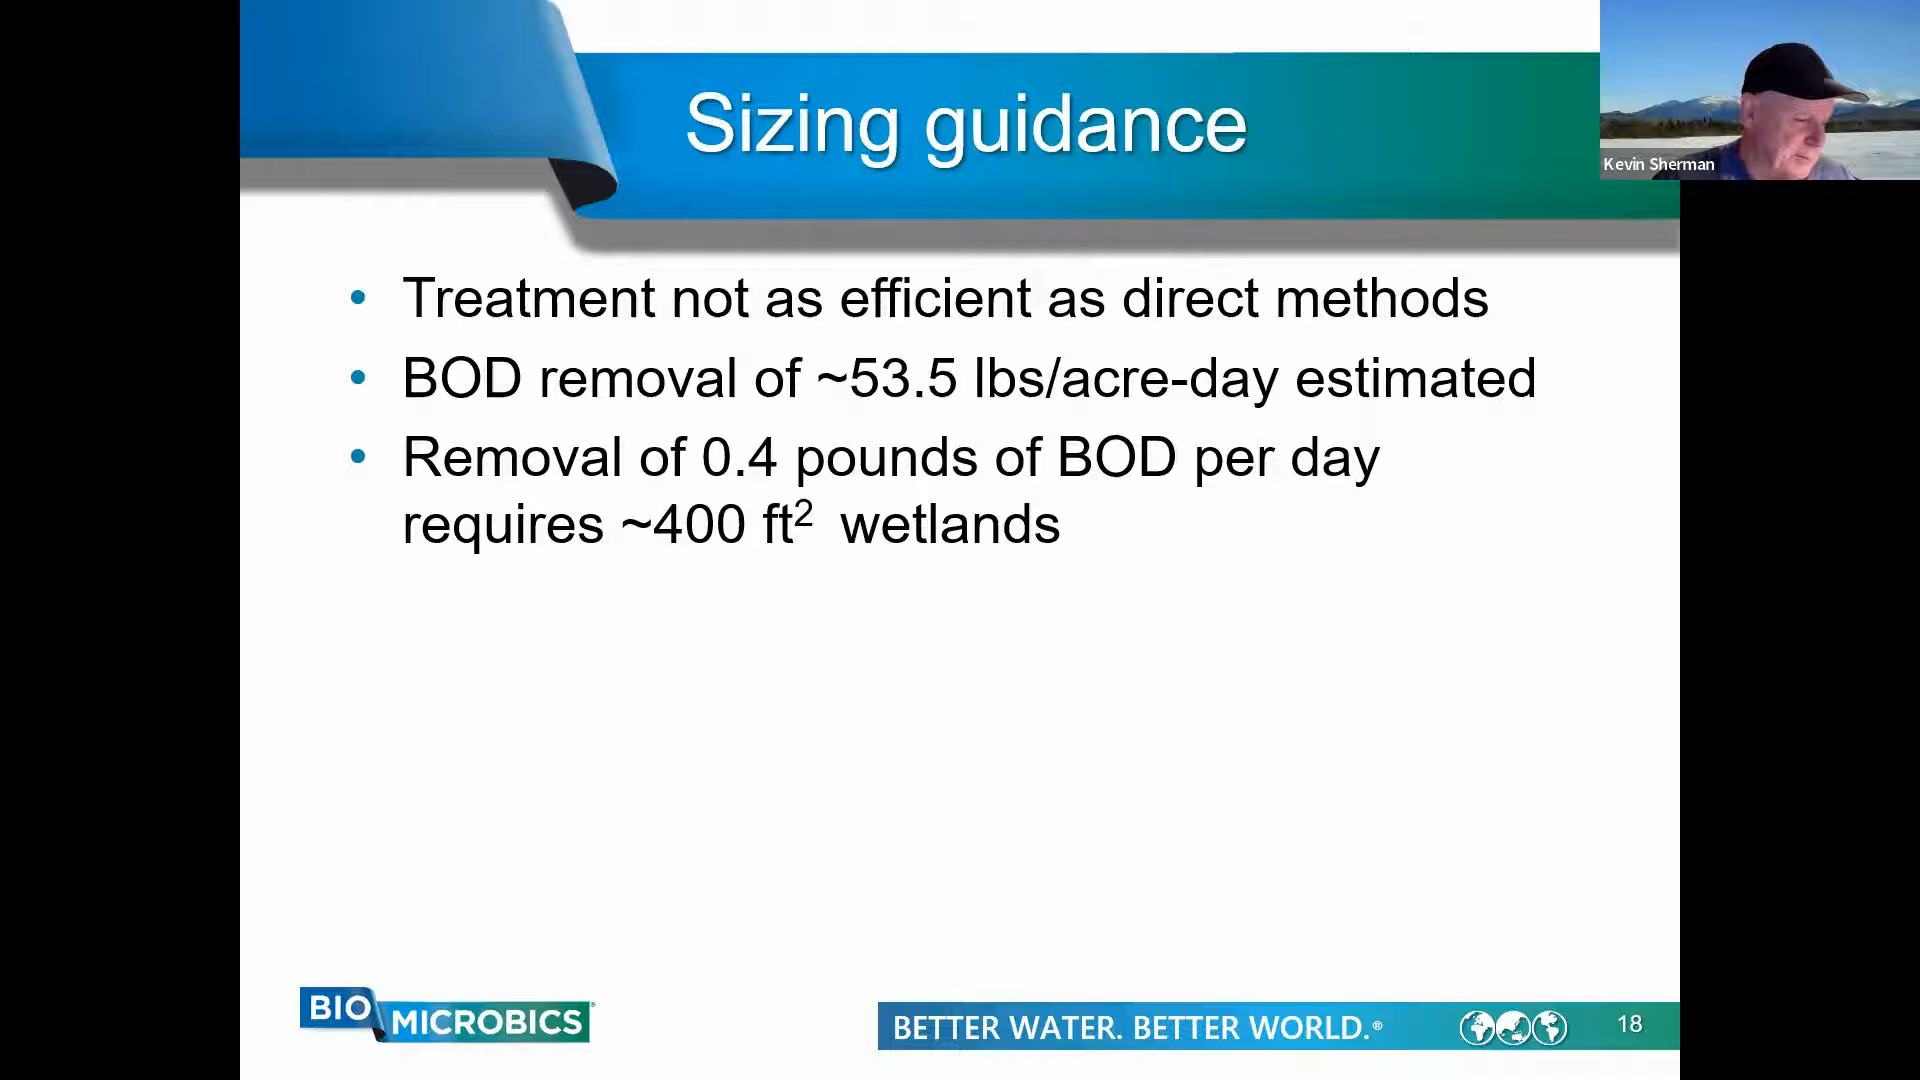 Sizing guidance
Kevin Sherman
• Treatment not as efficient as direct methods
• BOD removal of ~53.5 lbs/acre-day estimated
• Removal of 0.4 pounds of BOD per day
requires ~400 ft² wetlands
BIO MICROBICS®
BETTER WATER. BETTER WORLD.®
18